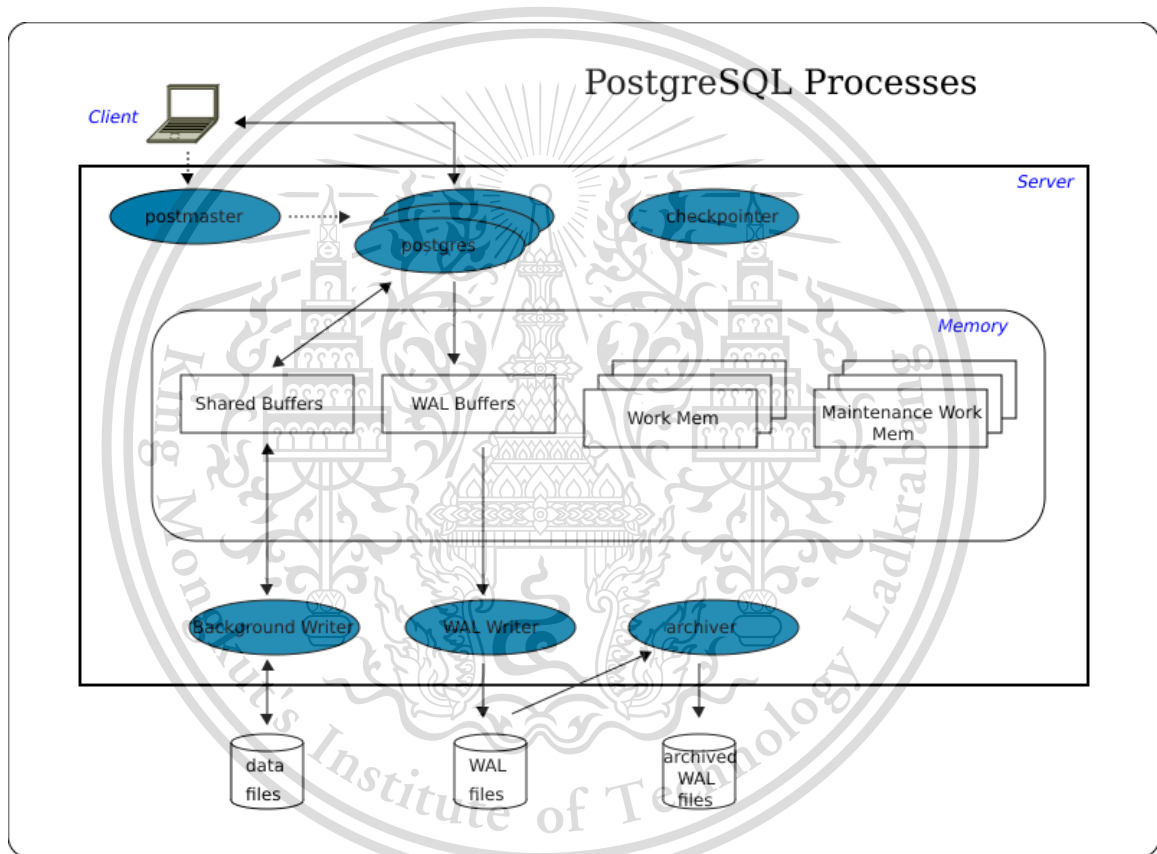 PostgreSQL Processes
Client
Server
postmaster
postgres
checkpointer
Memory
Shared Buffers
WAL Buffers
Work Mem
Maintenance Work
Mem
Background Writer
WAL Writer
archiver
data
files
WAL
files
archived
WAL
files
King Mongkut's Institute of Technology Ladkrabang